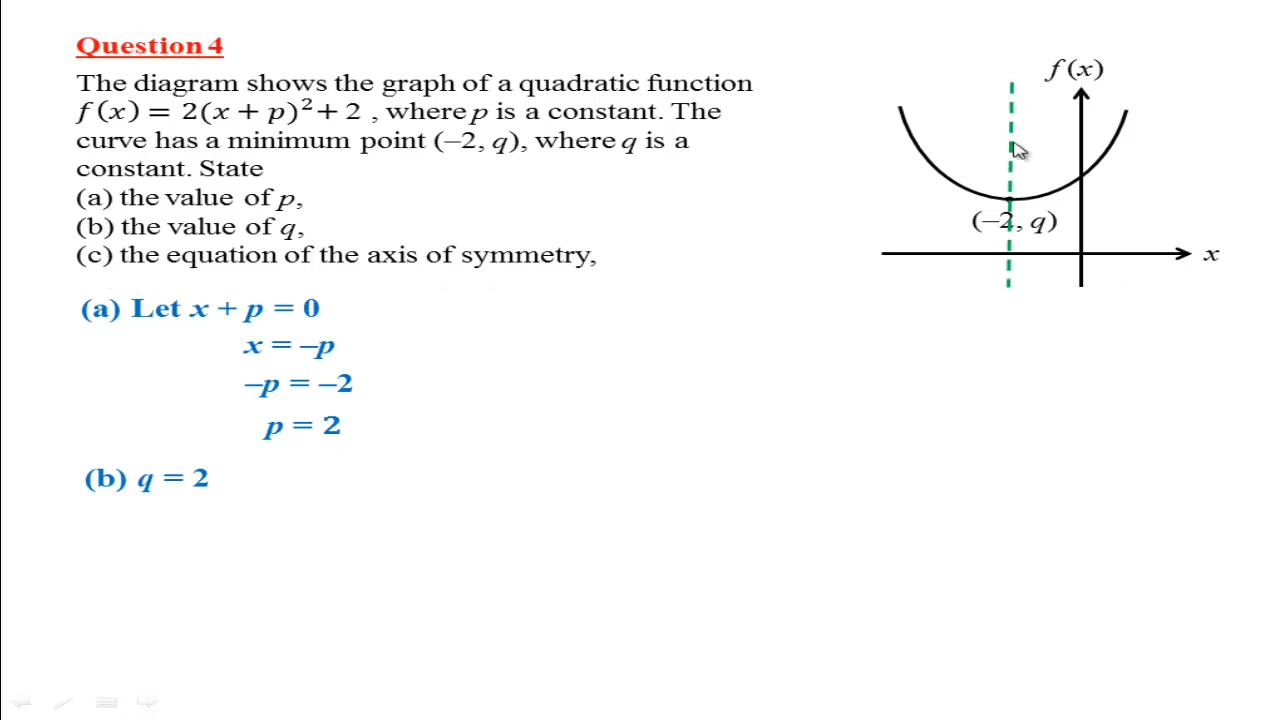 Question 4
The diagram shows the graph of a quadratic function
f(x) = 2(x + p)² + 2 , where p is a constant. The
curve has a minimum point (–2, q), where q is a
constant. State
(a) the value of p,
(b) the value of q,
(c) the equation of the axis of symmetry,
(a) Let x + p = 0
x = –p
–p = –2
p = 2
(b) q = 2
f(x)
(–2, q)
x